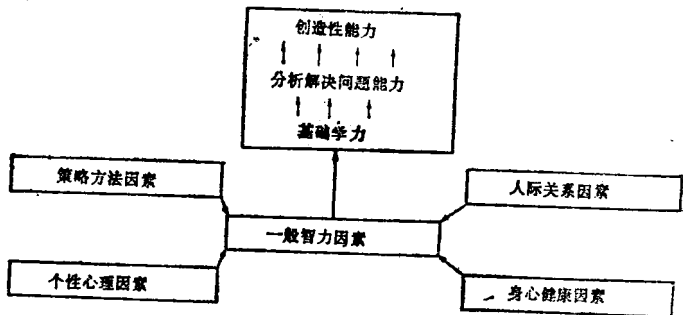 创造性能力
分析解决问题能力
基础学力
策略方法因素
人际关系因素
一般智力因素
个性心理因素
身心健康因素